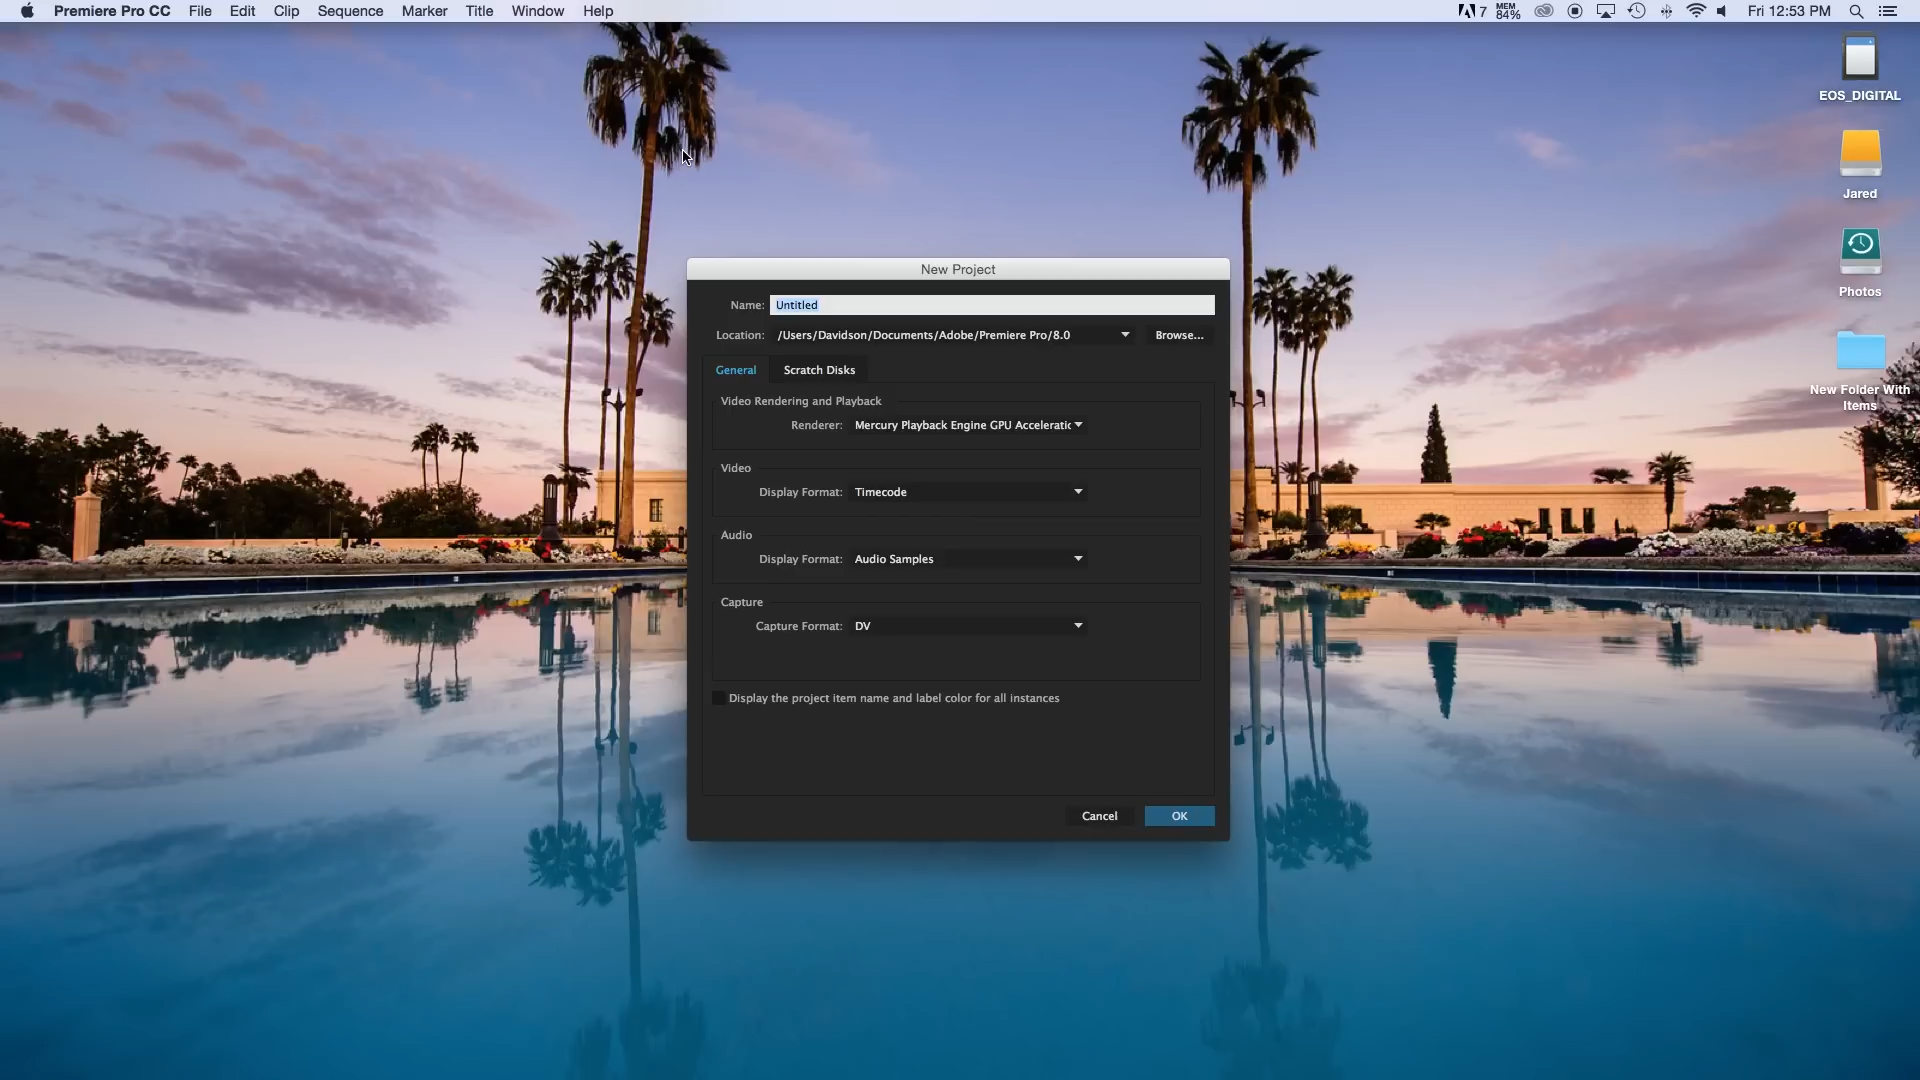 Premiere Pro CC File Edit Clip Sequence Marker Title Window Help 7 MEM 84% Fri 12:53 PM
EOS_DIGITAL
Jared
Photos
New Folder With
Items
New Project
Name: Untitled
Location: /Users/Davidson/Documents/Adobe/Premiere Pro/8.0 Browse...
General Scratch Disks
Video Rendering and Playback
Renderer: Mercury Playback Engine GPU Acceleratic
Video
Display Format: Timecode
Audio
Display Format: Audio Samples
Capture
Capture Format: DV
Display the project item name and label color for all instances
Cancel OK